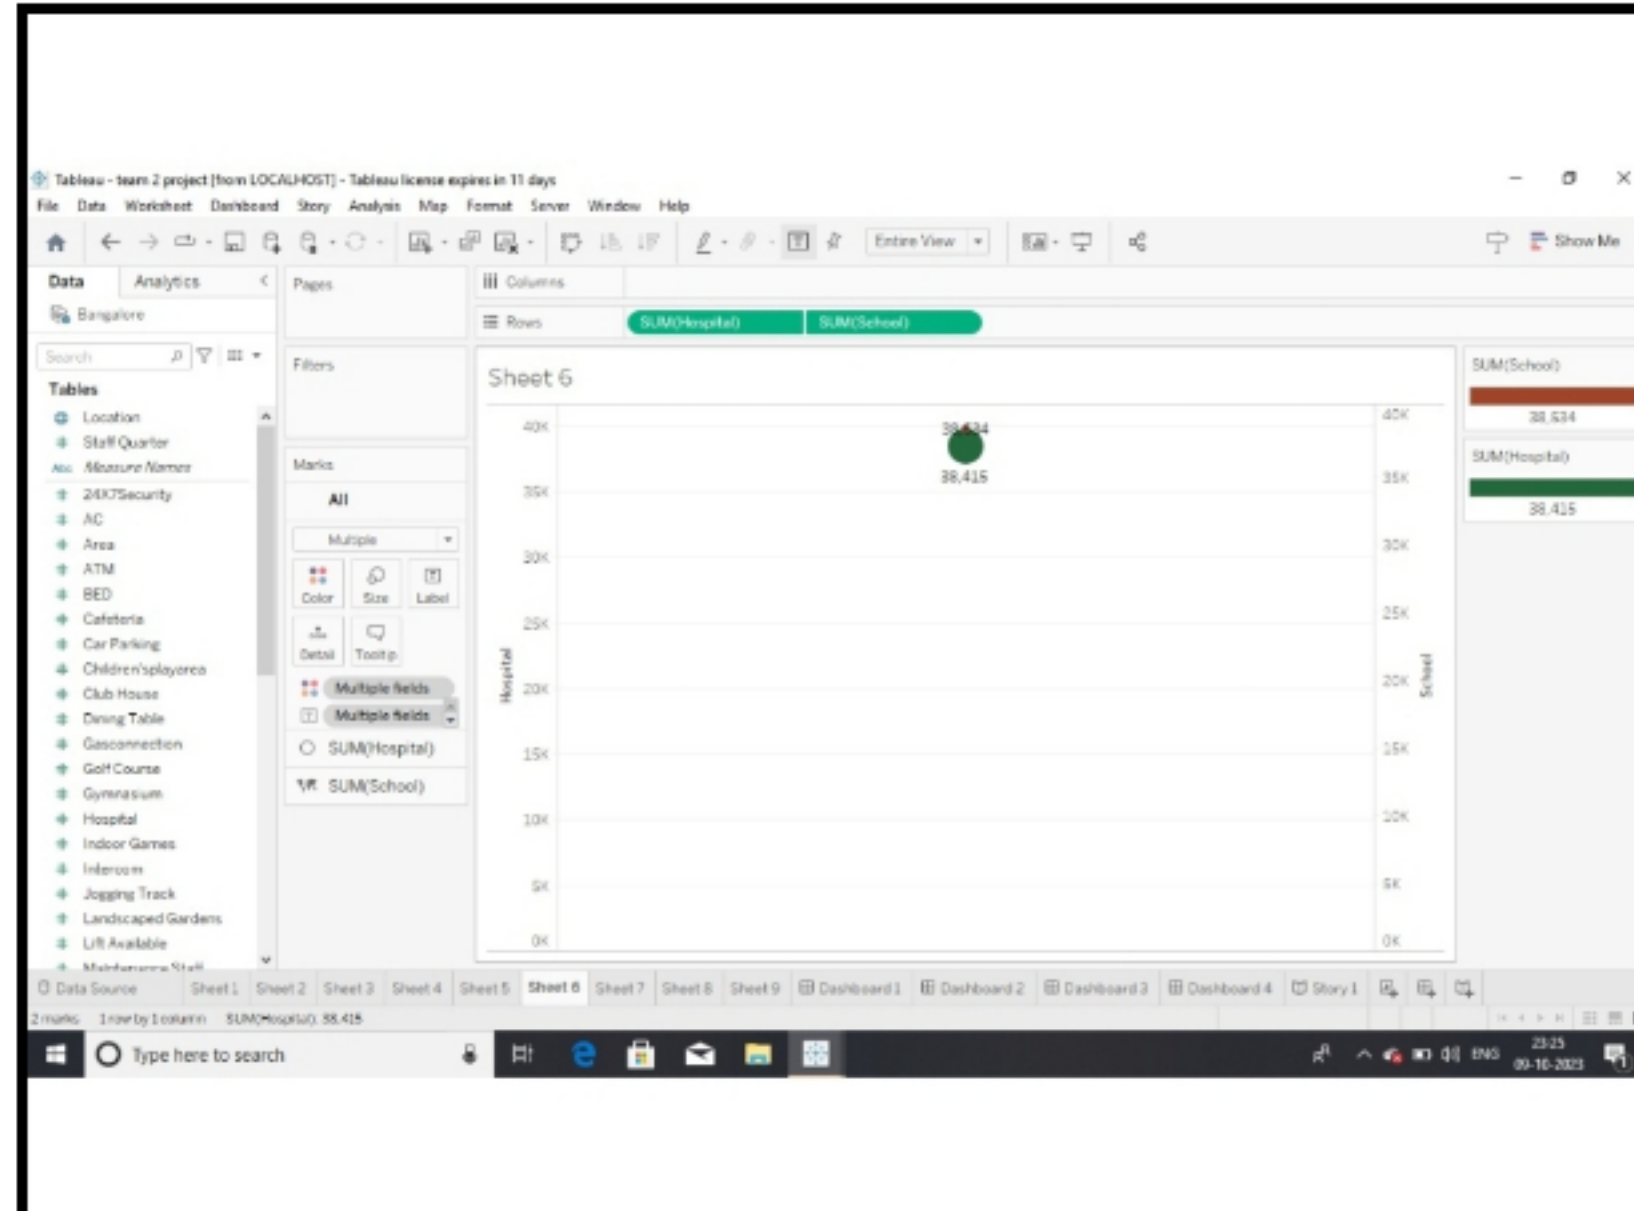 Tableau - team 2 project [from LOCALHOST] - Tableau license expires in 11 days
File Data Worksheet Dashboard Story Analysis Map Format Server Window Help
Entire View
Show Me
Data Analytics
Pages
Columns
Bangalore
Rows SUM(Hospital) SUM(School)
Search
Tables
Location
Staff Quarter
Abc Measure Names
24X7Security
AC
Area
ATM
BED
Cafeteria
Car Parking
Children'splayarea
Club House
Dining Table
Gasconnection
Golf Course
Gymnasium
Hospital
Indoor Games
Intercom
Jogging Track
Landscaped Gardens
Lift Available
Maintenance Staff
Filters
Marks
All
Multiple
Color Size Label
Detail Tooltip
Multiple fields
Multiple fields
SUM(Hospital)
SUM(School)
Sheet 6
40K
35K
30K
25K
20K
15K
10K
5K
0K
Hospital
38,534
38,415
40K
35K
30K
25K
20K
15K
10K
5K
0K
School
SUM(School)
38,534
SUM(Hospital)
38,415
Data Source Sheet 1 Sheet 2 Sheet 3 Sheet 4 Sheet 5 Sheet 6 Sheet 7 Sheet 8 Sheet 9 Dashboard 1 Dashboard 2 Dashboard 3 Dashboard 4 Story 1
2 marks 1 row by 1 column SUM(Hospital): 38,415
Type here to search
ENG
23:25
09-10-2023
1